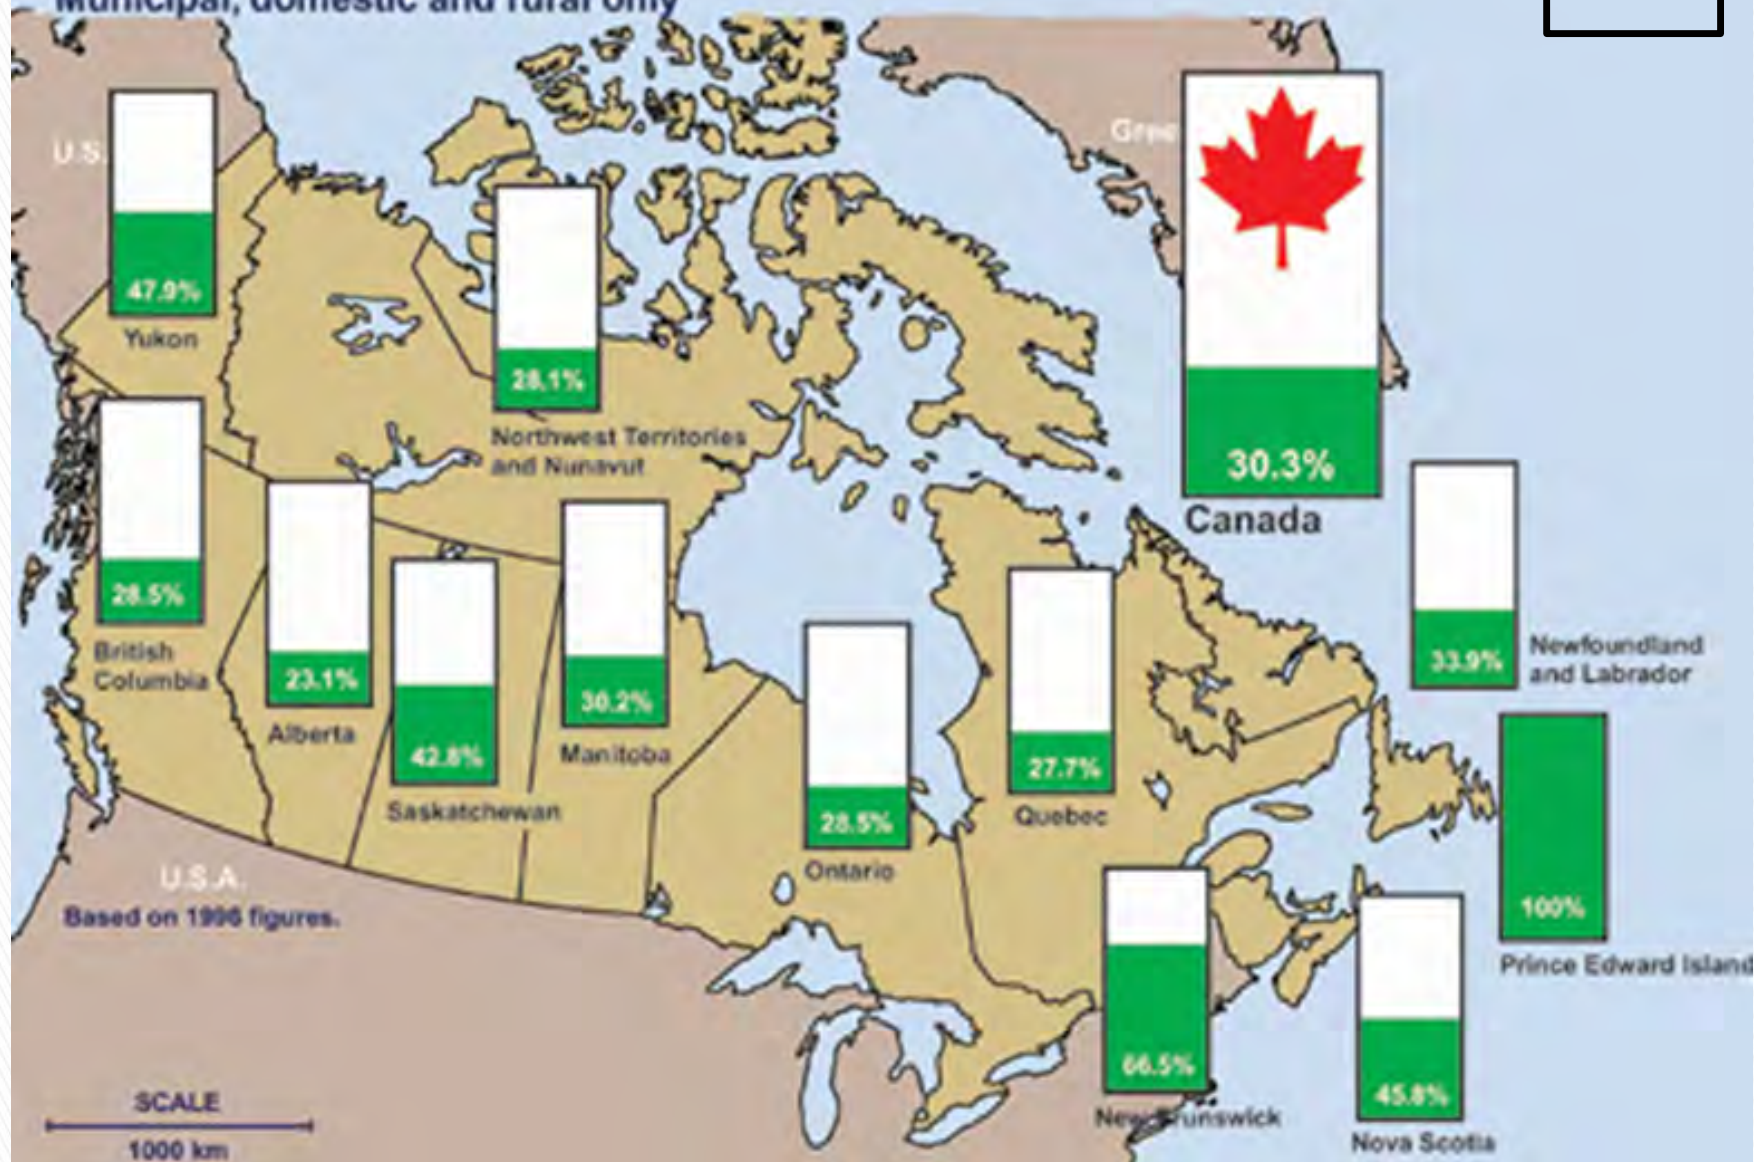 Municipal, domestic and rural only
U.S.
47.9%
Yukon
28.1%
Northwest Territories
and Nunavut
30.3%
Canada
28.5%
British
Columbia
23.1%
Alberta
42.8%
Saskatchewan
30.2%
Manitoba
28.5%
Ontario
27.7%
Quebec
33.9%
Newfoundland
and Labrador
100%
Prince Edward Island
66.5%
New Brunswick
45.8%
Nova Scotia
U.S.A.
Based on 1996 figures.
SCALE
1000 km